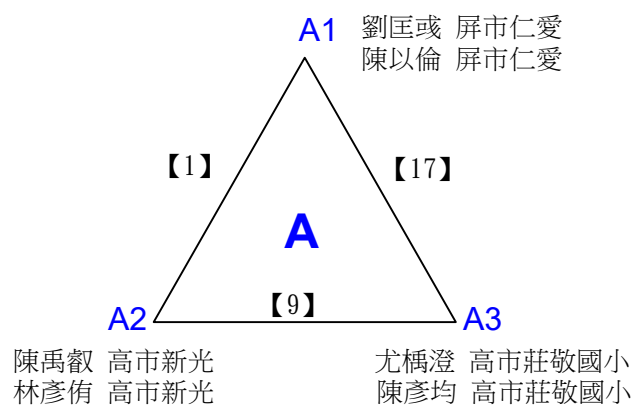 A1 劉匡彧 屏市仁愛
陳以倫 屏市仁愛
【1】 【17】
A
【9】
A2 A3
陳禹叡 高市新光 尤楀澄 高市莊敬國小
林彥侑 高市新光 陳彥均 高市莊敬國小